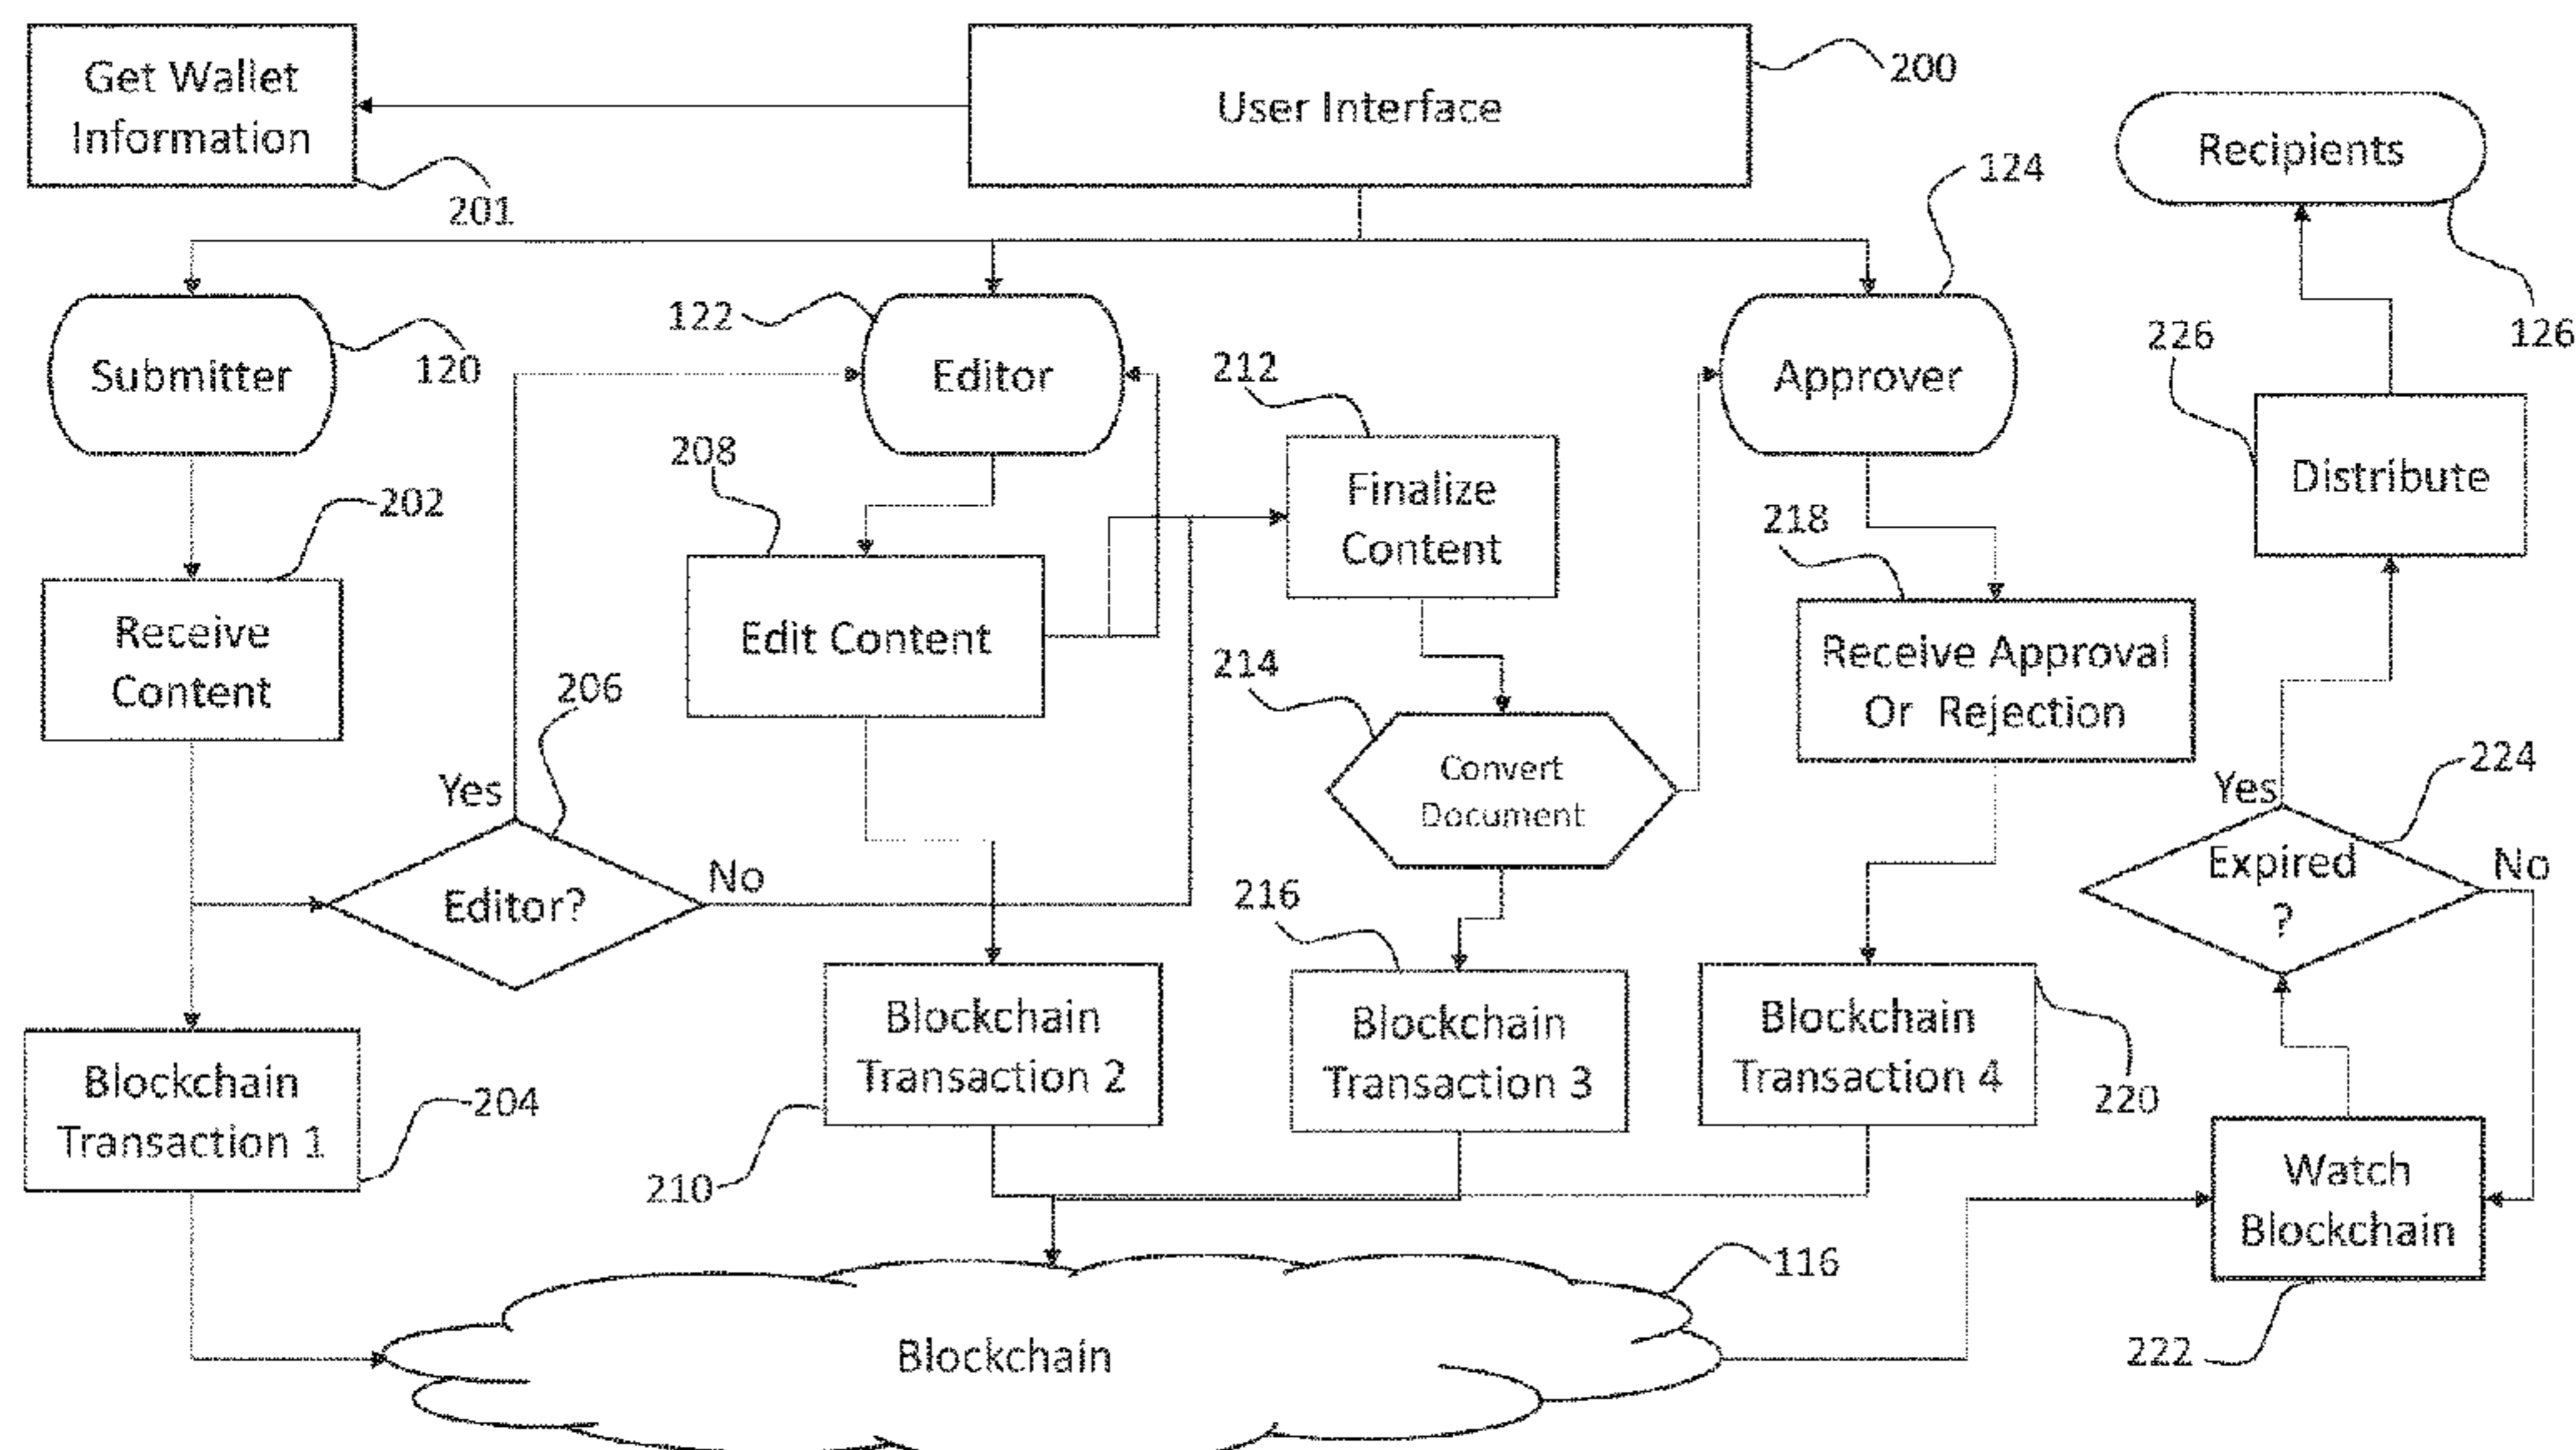 Get Wallet
Information
201
User Interface
200
Recipients
126
124
Submitter
120
122
Editor
Approver
226
Distribute
212
Finalize
Content
208
Edit Content
202
Receive
Content
218
Receive Approval
Or Rejection
214
Convert
Document
206
Yes
Editor?
No
224
Yes
Expired
?
No
216
Blockchain
Transaction 1
204
Blockchain
Transaction 2
210
Blockchain
Transaction 3
Blockchain
Transaction 4
220
Watch
Blockchain
222
116
Blockchain